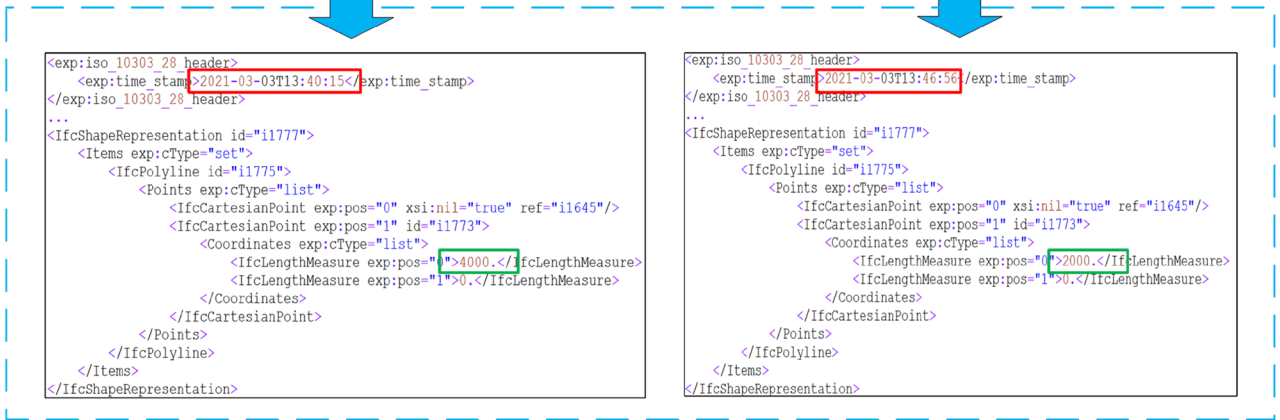 <exp:iso_10303_28_header>
    <exp:time_stamp>2021-03-03T13:40:15</exp:time_stamp>
</exp:iso_10303_28_header>
...
<IfcShapeRepresentation id="i1777">
    <Items exp:cType="set">
        <IfcPolyline id="i1775">
            <Points exp:cType="list">
                <IfcCartesianPoint exp:pos="0" xsi:nil="true" ref="i1645"/>
                <IfcCartesianPoint exp:pos="1" id="i1773">
                    <Coordinates exp:cType="list">
                        <IfcLengthMeasure exp:pos="0">4000.</IfcLengthMeasure>
                        <IfcLengthMeasure exp:pos="1">0.</IfcLengthMeasure>
                    </Coordinates>
                </IfcCartesianPoint>
            </Points>
        </IfcPolyline>
    </Items>
</IfcShapeRepresentation>
<exp:iso_10303_28_header>
    <exp:time_stamp>2021-03-03T13:46:56</exp:time_stamp>
</exp:iso_10303_28_header>
...
<IfcShapeRepresentation id="i1777">
    <Items exp:cType="set">
        <IfcPolyline id="i1775">
            <Points exp:cType="list">
                <IfcCartesianPoint exp:pos="0" xsi:nil="true" ref="i1645"/>
                <IfcCartesianPoint exp:pos="1" id="i1773">
                    <Coordinates exp:cType="list">
                        <IfcLengthMeasure exp:pos="0">2000.</IfcLengthMeasure>
                        <IfcLengthMeasure exp:pos="1">0.</IfcLengthMeasure>
                    </Coordinates>
                </IfcCartesianPoint>
            </Points>
        </IfcPolyline>
    </Items>
</IfcShapeRepresentation>